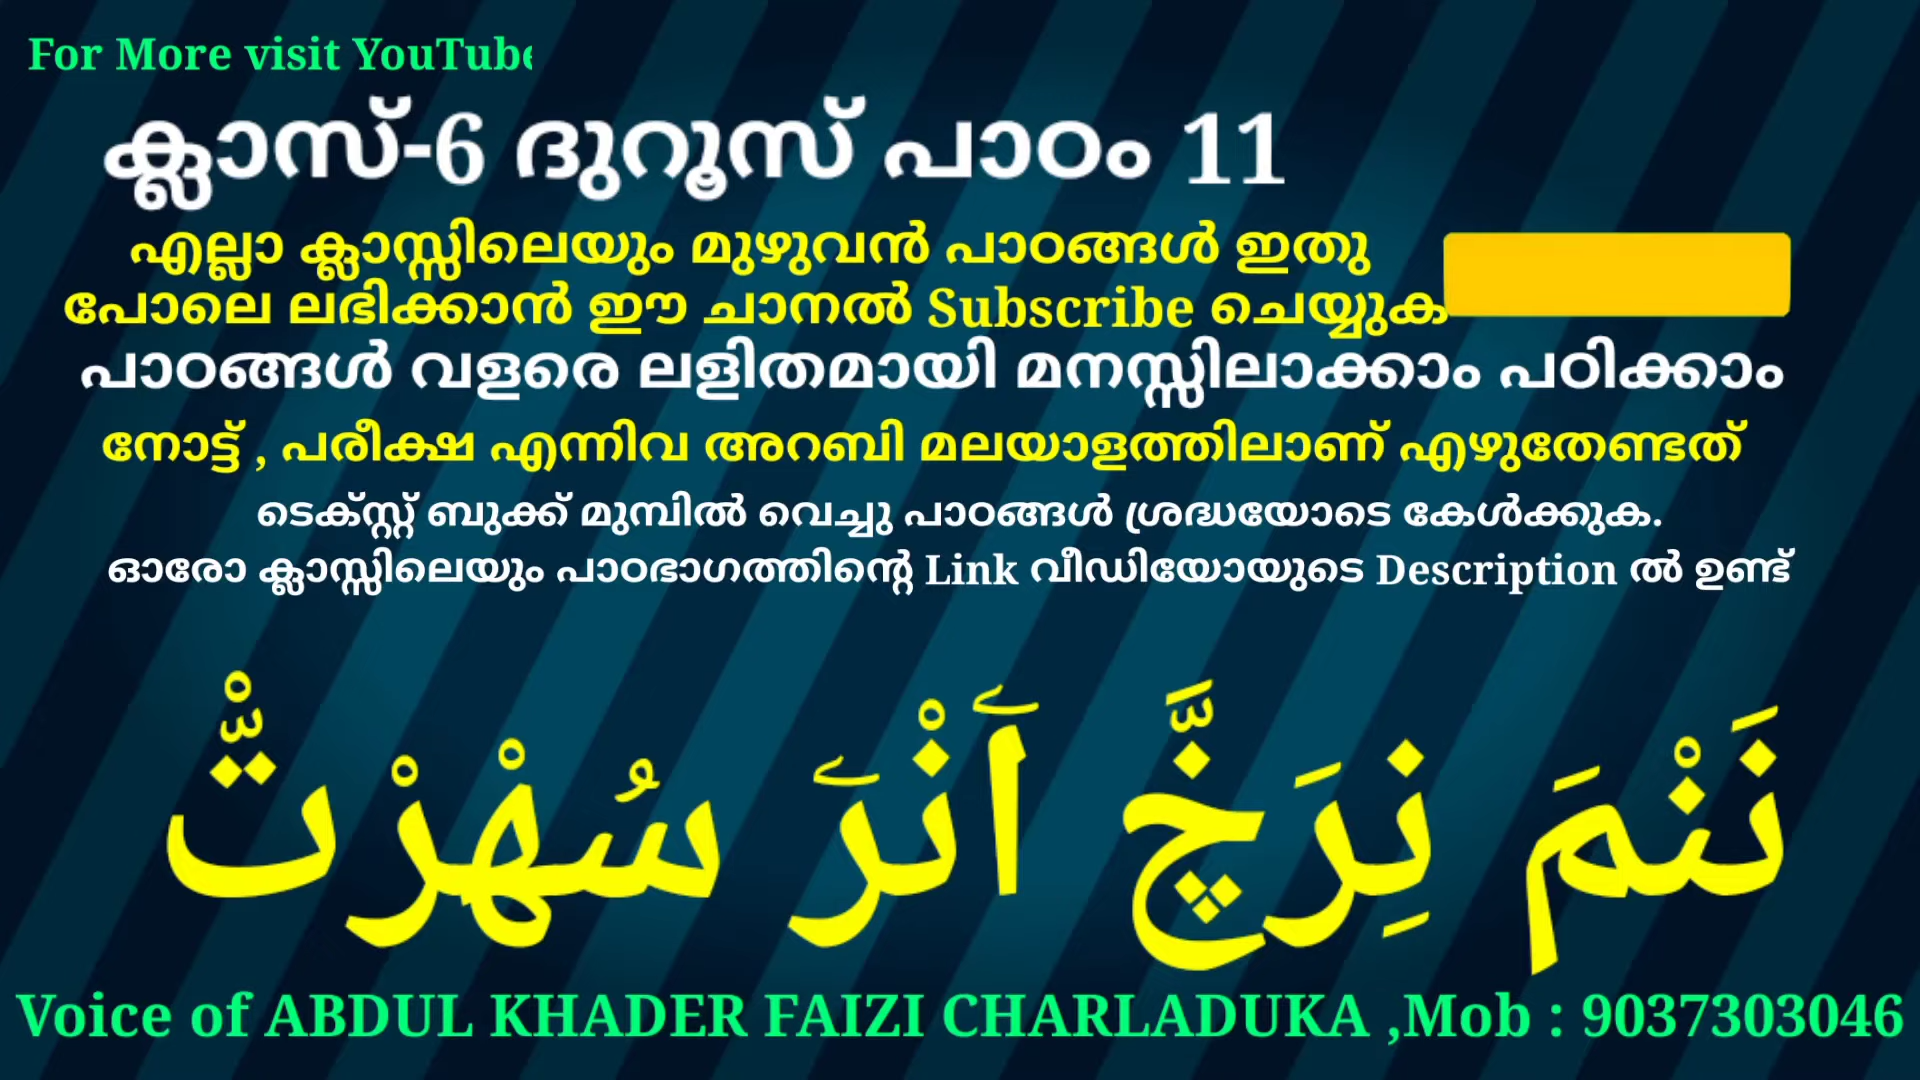 For More visit YouTube
ക്ലാസ്-6 ദുറൂസ് പാഠം 11
എല്ലാ ക്ലാസ്സിലെയും മുഴുവൻ പാഠങ്ങൾ ഇതു
പോലെ ലഭിക്കാൻ ഈ ചാനൽ Subscribe ചെയ്യുക
പാഠങ്ങൾ വളരെ ലളിതമായി മനസ്സിലാക്കാം പഠിക്കാം
നോട്ട് , പരീക്ഷ എന്നിവ അറബി മലയാളത്തിലാണ് എഴുതേണ്ടത്
ടെക്സ്റ്റ് ബുക്ക് മുമ്പിൽ വെച്ചു പാഠങ്ങൾ ശ്രദ്ധയോടെ കേൾക്കുക.
ഓരോ ക്ലാസ്സിലെയും പാഠഭാഗത്തിന്റെ Link വീഡിയോയുടെ Description ൽ ഉണ്ട്
نَنْمَ نِرَچَّ أٓنْرٓ سُهْرْتّْ
Voice of ABDUL KHADER FAIZI CHARLADUKA ,Mob : 9037303046